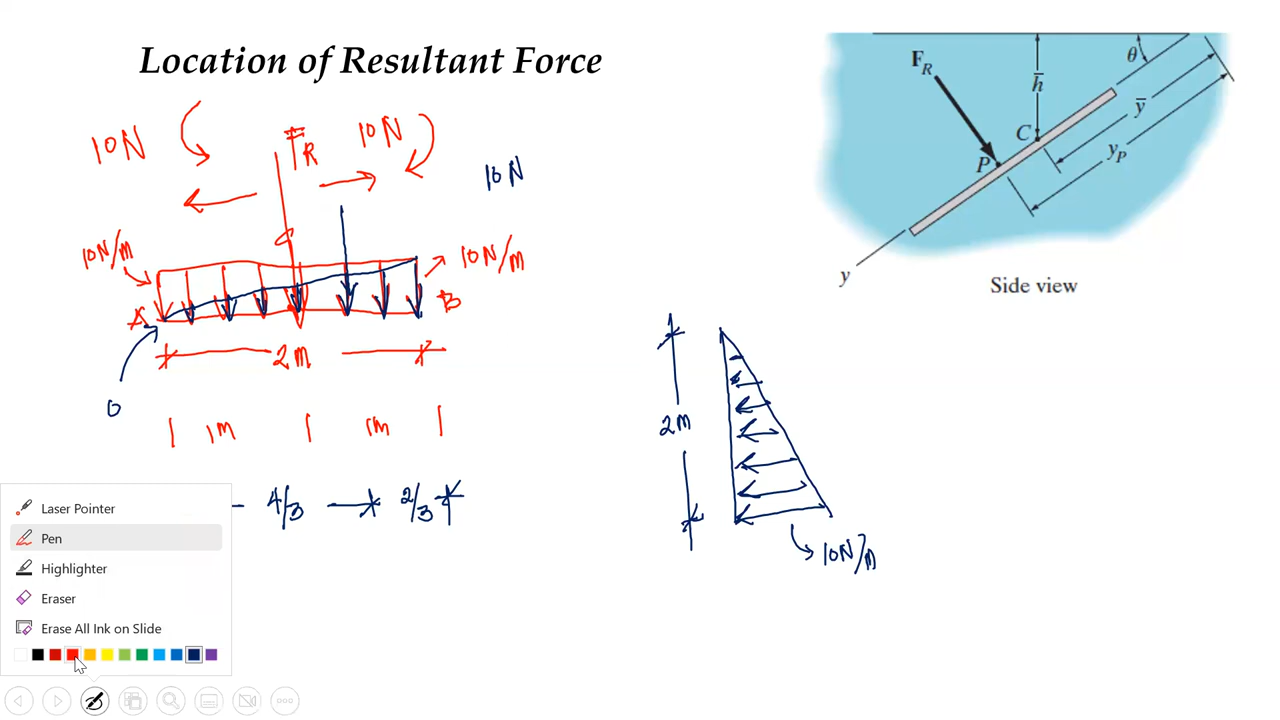 Location of Resultant Force
10N
F_R
10N
10N
C
10N/m
10N/m
A
B
2m
0
1m
1m
4/3
2/3
Laser Pointer
Pen
Highlighter
Eraser
Erase All Ink on Slide
F_R
h̄
θ
C
P
ȳ
y_P
y
Side view
2m
10N/m